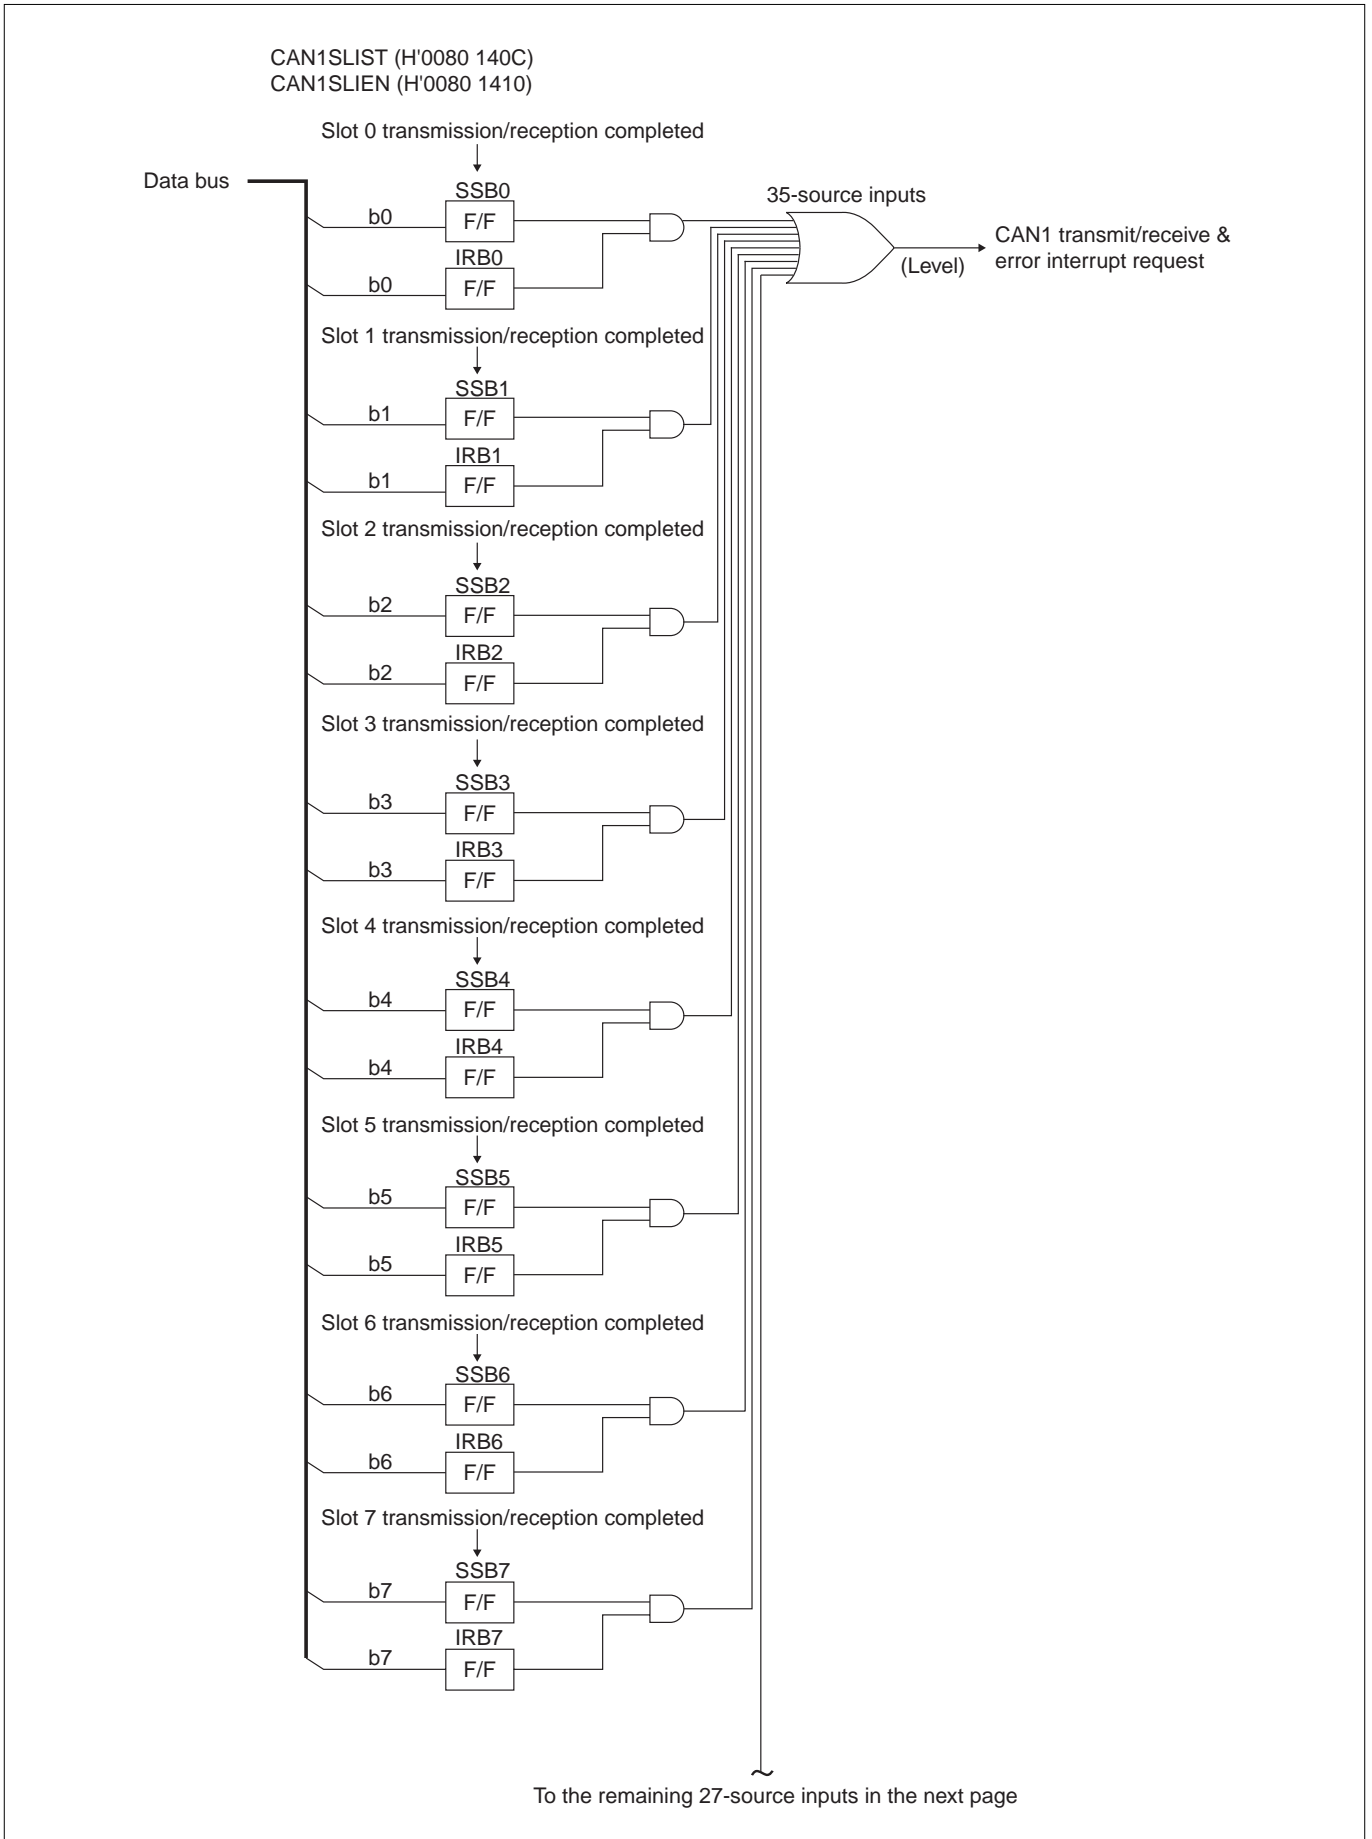 CAN1SLIST (H'0080 140C)
CAN1SLIEN (H'0080 1410)
Slot 0 transmission/reception completed
Data bus
SSB0
35-source inputs
b0
F/F
CAN1 transmit/receive &
error interrupt request
(Level)
IRB0
b0
F/F
Slot 1 transmission/reception completed
SSB1
b1
F/F
IRB1
b1
F/F
Slot 2 transmission/reception completed
SSB2
b2
F/F
IRB2
b2
F/F
Slot 3 transmission/reception completed
SSB3
b3
F/F
IRB3
b3
F/F
Slot 4 transmission/reception completed
SSB4
b4
F/F
IRB4
b4
F/F
Slot 5 transmission/reception completed
SSB5
b5
F/F
IRB5
b5
F/F
Slot 6 transmission/reception completed
SSB6
b6
F/F
IRB6
b6
F/F
Slot 7 transmission/reception completed
SSB7
b7
F/F
IRB7
b7
F/F
To the remaining 27-source inputs in the next page